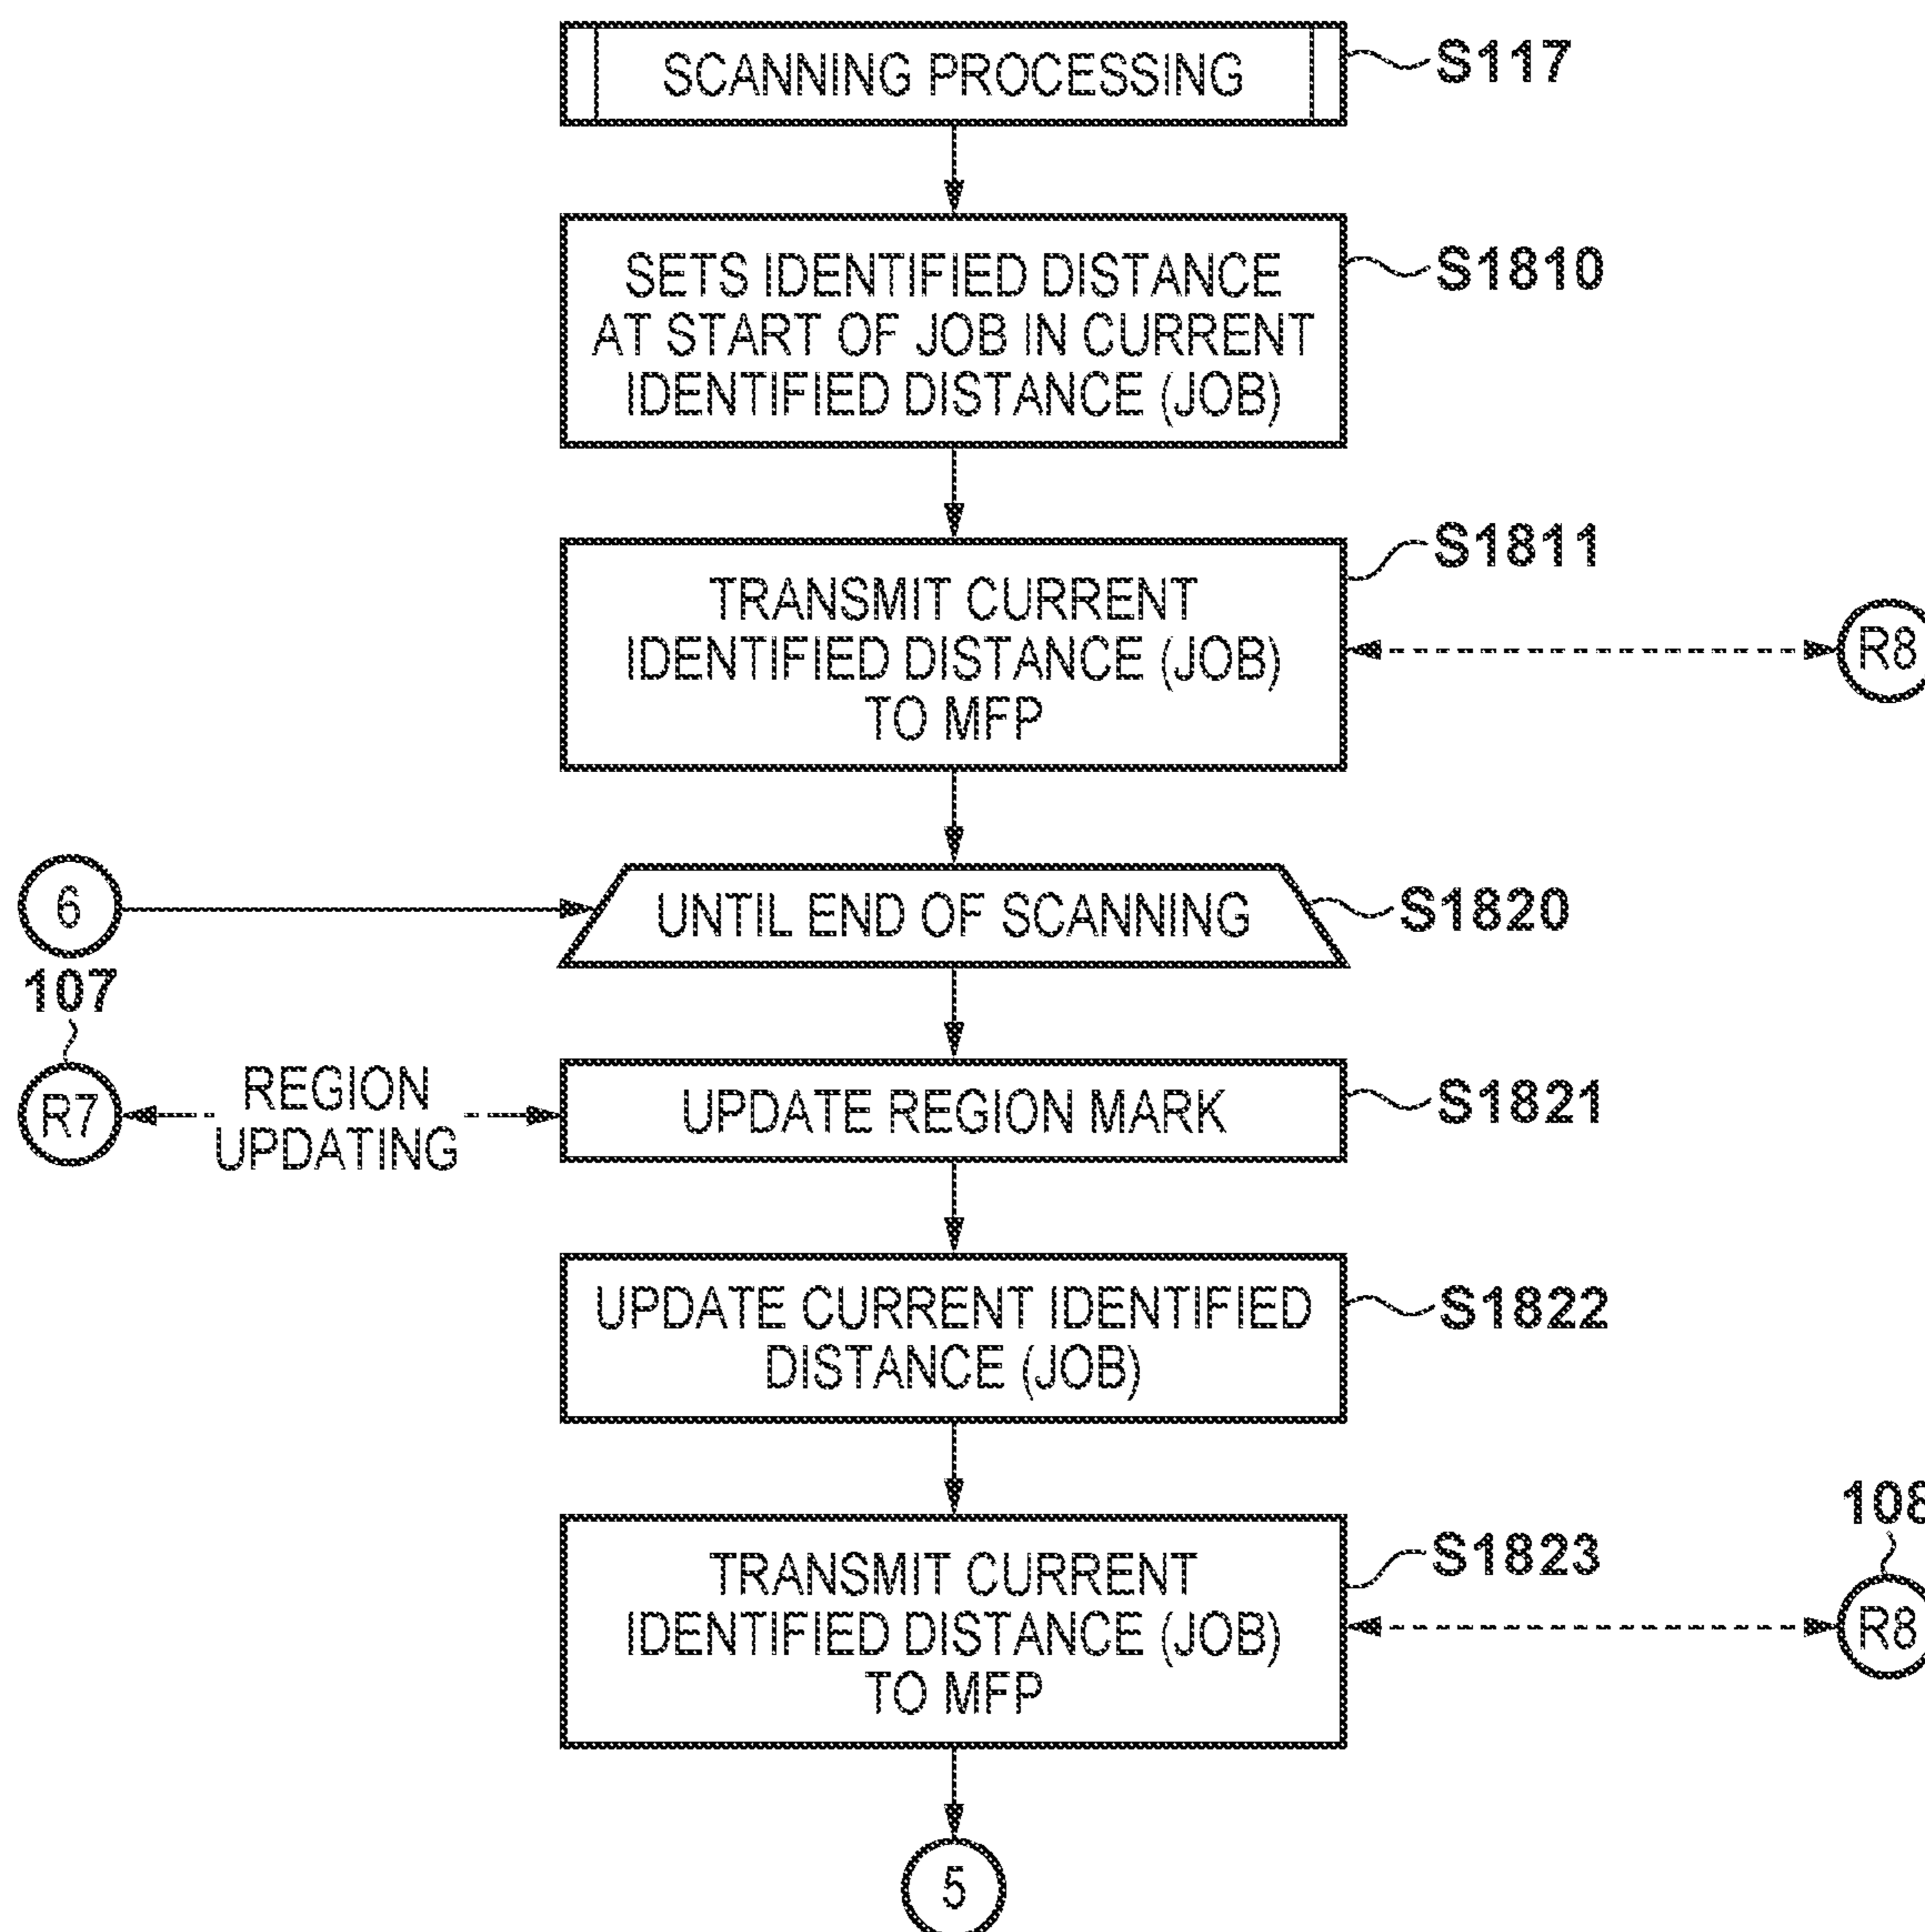 SCANNING PROCESSING
S117
SETS IDENTIFIED DISTANCE
AT START OF JOB IN CURRENT
IDENTIFIED DISTANCE (JOB)
S1810
TRANSMIT CURRENT
IDENTIFIED DISTANCE (JOB)
TO MFP
S1811
R8
6
UNTIL END OF SCANNING
S1820
107
R7
REGION
UPDATING
UPDATE REGION MARK
S1821
UPDATE CURRENT IDENTIFIED
DISTANCE (JOB)
S1822
TRANSMIT CURRENT
IDENTIFIED DISTANCE (JOB)
TO MFP
S1823
108
R8
5